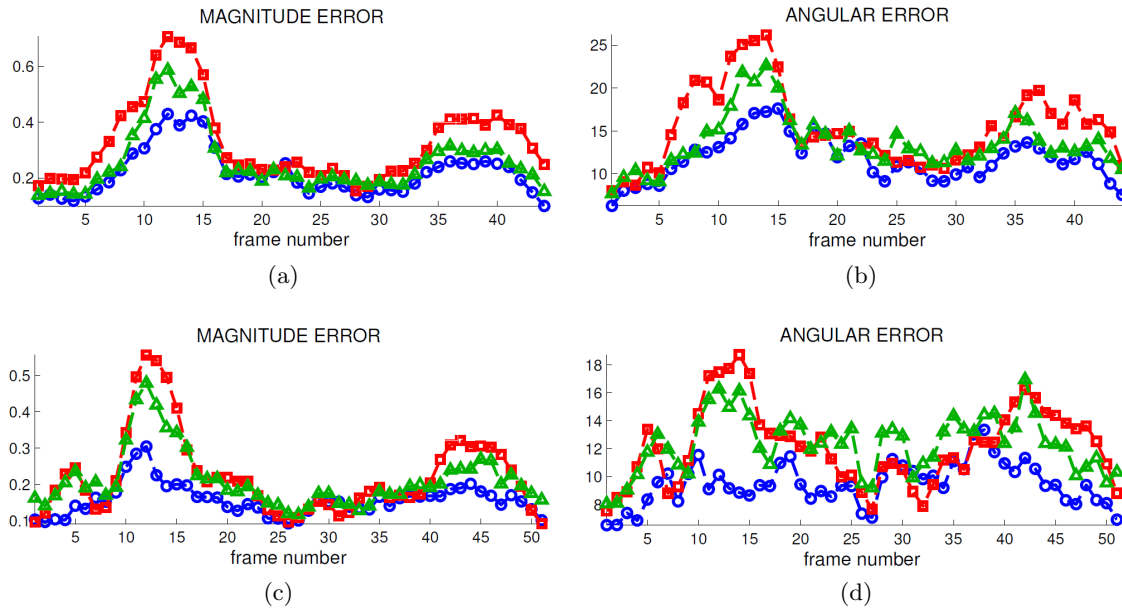 MAGNITUDE ERROR
0.6
0.4
0.2
5 10 15 20 25 30 35 40
frame number
(a)
ANGULAR ERROR
25
20
15
10
5 10 15 20 25 30 35 40
frame number
(b)
MAGNITUDE ERROR
0.5
0.4
0.3
0.2
0.1
5 10 15 20 25 30 35 40 45 50
frame number
(c)
ANGULAR ERROR
18
16
14
12
10
8
5 10 15 20 25 30 35 40 45 50
frame number
(d)